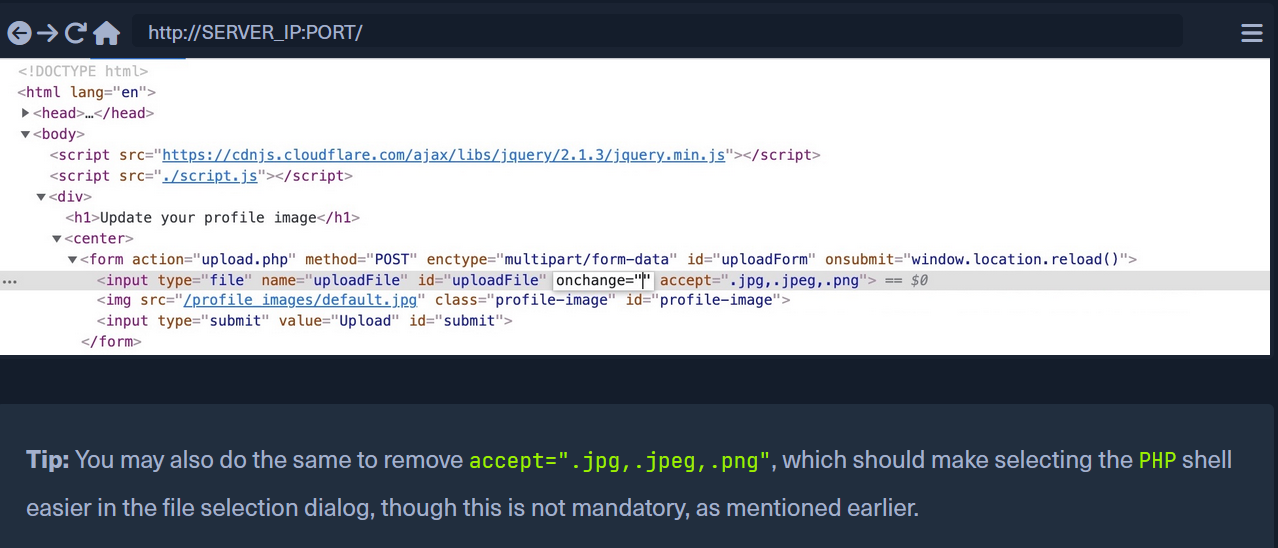 http://SERVER_IP:PORT/
<!DOCTYPE html>
<html lang="en">
<head>…</head>
<body>
<script src="https://cdnjs.cloudflare.com/ajax/libs/jquery/2.1.3/jquery.min.js"></script>
<script src="./script.js"></script>
<div>
<h1>Update your profile image</h1>
<center>
<form action="upload.php" method="POST" enctype="multipart/form-data" id="uploadForm" onsubmit="window.location.reload()">
... <input type="file" name="uploadFile" id="uploadFile" onchange="" accept=".jpg,.jpeg,.png"> == $0
<img src="/profile_images/default.jpg" class="profile-image" id="profile-image">
<input type="submit" value="Upload" id="submit">
</form>
Tip: You may also do the same to remove accept=".jpg,.jpeg,.png", which should make selecting the PHP shell
easier in the file selection dialog, though this is not mandatory, as mentioned earlier.